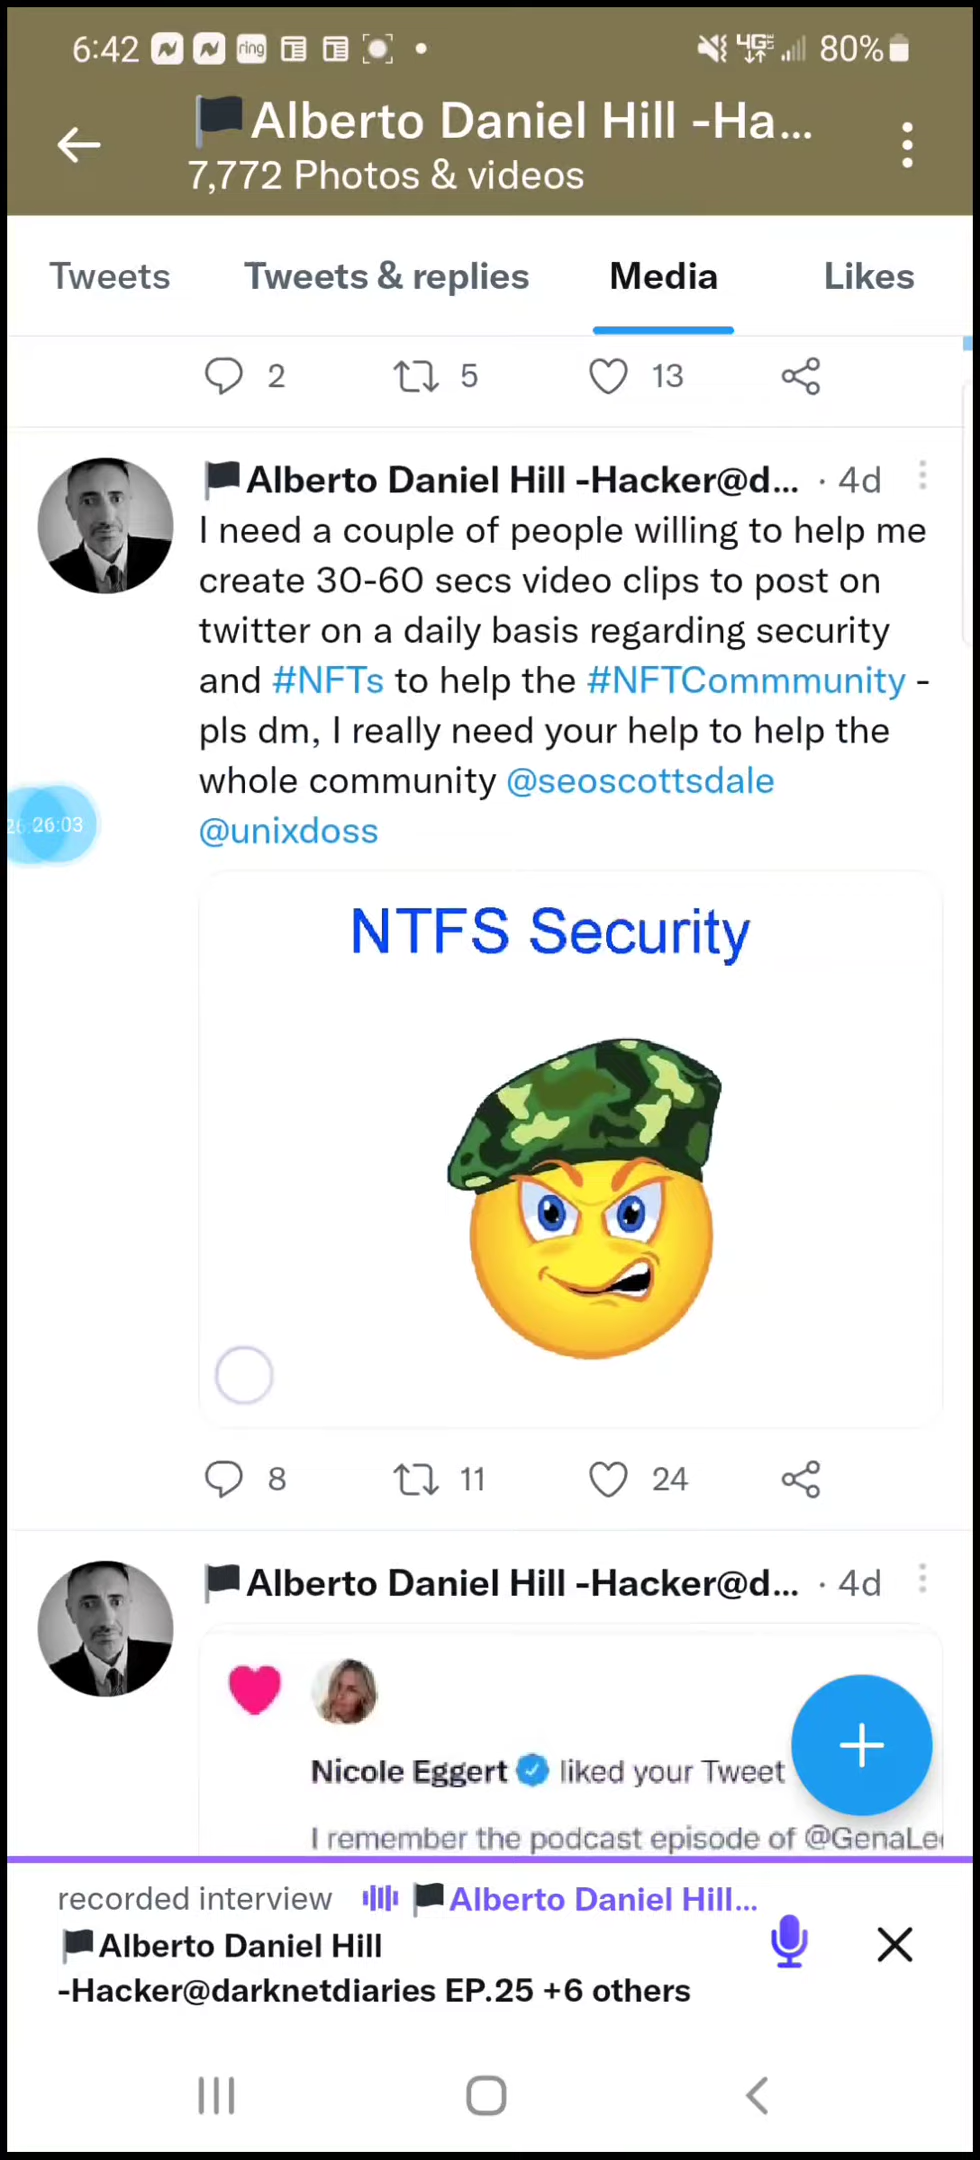 6:42 ring 4G 80%
🏴Alberto Daniel Hill -Ha...
7,772 Photos & videos
Tweets Tweets & replies Media Likes
2 5 13
🏴Alberto Daniel Hill -Hacker@d... · 4d
I need a couple of people willing to help me
create 30-60 secs video clips to post on
twitter on a daily basis regarding security
and #NFTs to help the #NFTCommmunity -
pls dm, I really need your help to help the
whole community @seoscottsdale
@unixdoss
26:03
NTFS Security
8 11 24
🏴Alberto Daniel Hill -Hacker@d... · 4d
Nicole Eggert liked your Tweet
I remember the podcast episode of @GenaLee
recorded interview 🏴Alberto Daniel Hill...
🏴Alberto Daniel Hill
-Hacker@darknetdiaries EP.25 +6 others